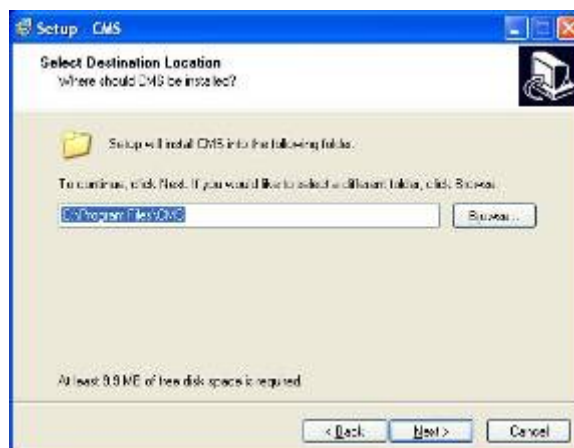 Setup CMS
Select Destination Location
Where should CMS be installed?
Setup will install CMS into the following folder.
To continue, click Next. If you would like to select a different folder, click Browse.
C:\Program Files\CMS
Browse...
At least 9.9 MB of free disk space is required.
< Back
Next >
Cancel